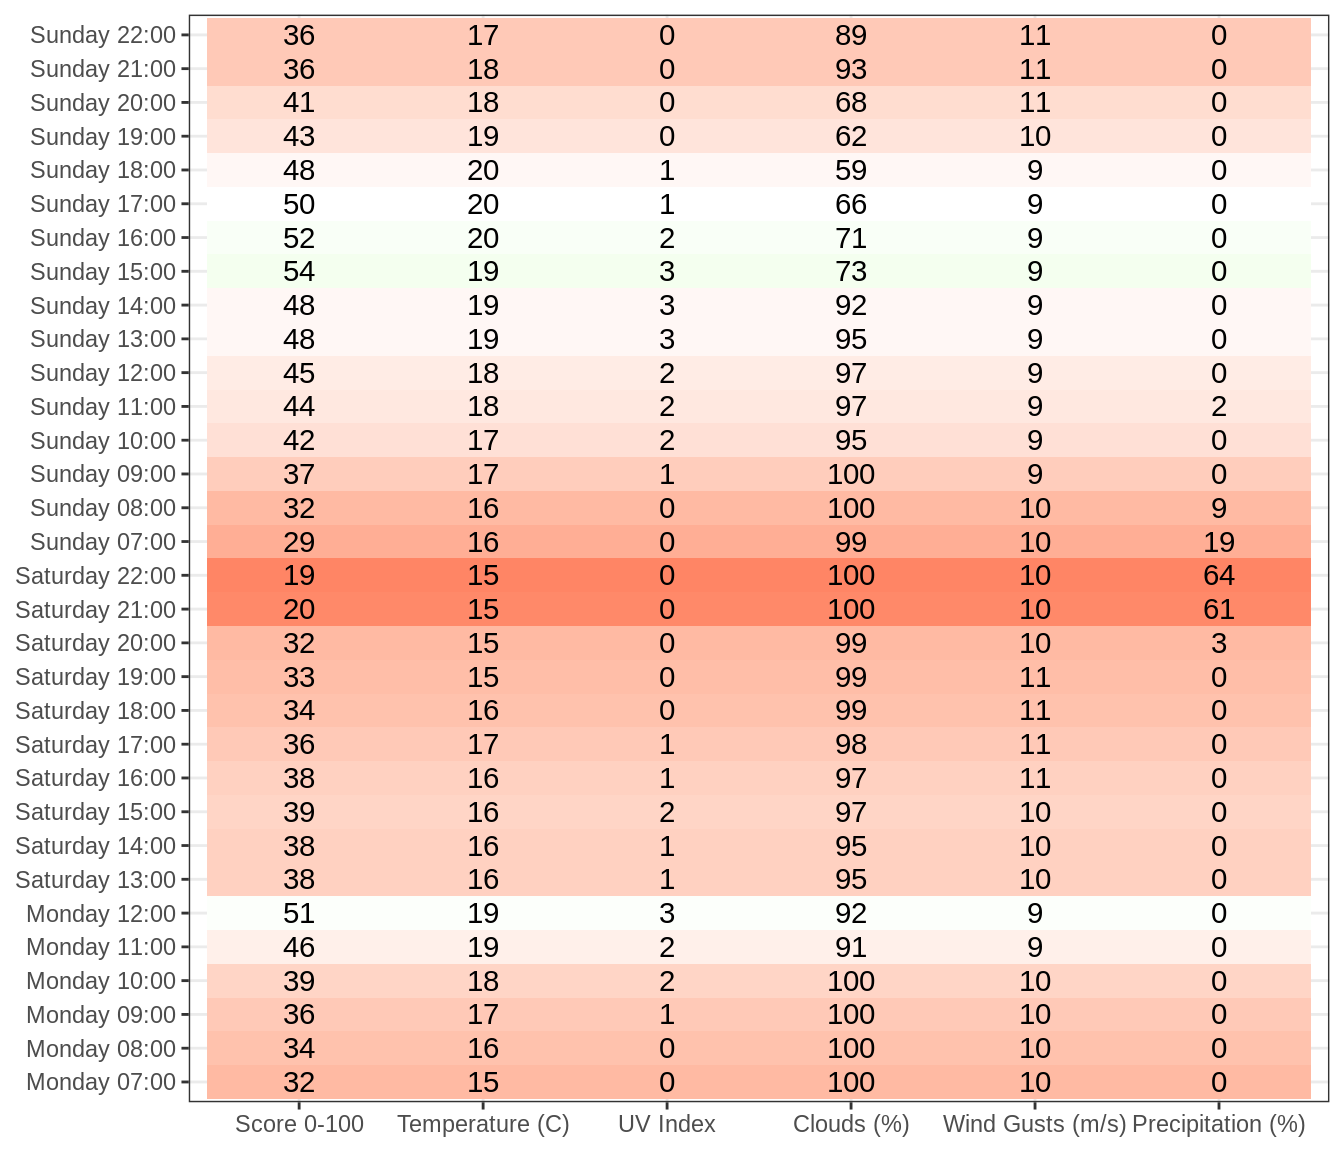 Sunday 22:00 36 17 0 89 11 0
Sunday 21:00 36 18 0 93 11 0
Sunday 20:00 41 18 0 68 11 0
Sunday 19:00 43 19 0 62 10 0
Sunday 18:00 48 20 1 59 9 0
Sunday 17:00 50 20 1 66 9 0
Sunday 16:00 52 20 2 71 9 0
Sunday 15:00 54 19 3 73 9 0
Sunday 14:00 48 19 3 92 9 0
Sunday 13:00 48 19 3 95 9 0
Sunday 12:00 45 18 2 97 9 0
Sunday 11:00 44 18 2 97 9 2
Sunday 10:00 42 17 2 95 9 0
Sunday 09:00 37 17 1 100 9 0
Sunday 08:00 32 16 0 100 10 9
Sunday 07:00 29 16 0 99 10 19
Saturday 22:00 19 15 0 100 10 64
Saturday 21:00 20 15 0 100 10 61
Saturday 20:00 32 15 0 99 10 3
Saturday 19:00 33 15 0 99 11 0
Saturday 18:00 34 16 0 99 11 0
Saturday 17:00 36 17 1 98 11 0
Saturday 16:00 38 16 1 97 11 0
Saturday 15:00 39 16 2 97 10 0
Saturday 14:00 38 16 1 95 10 0
Saturday 13:00 38 16 1 95 10 0
Monday 12:00 51 19 3 92 9 0
Monday 11:00 46 19 2 91 9 0
Monday 10:00 39 18 2 100 10 0
Monday 09:00 36 17 1 100 10 0
Monday 08:00 34 16 0 100 10 0
Monday 07:00 32 15 0 100 10 0
Score 0-100 Temperature (C) UV Index Clouds (%) Wind Gusts (m/s) Precipitation (%)